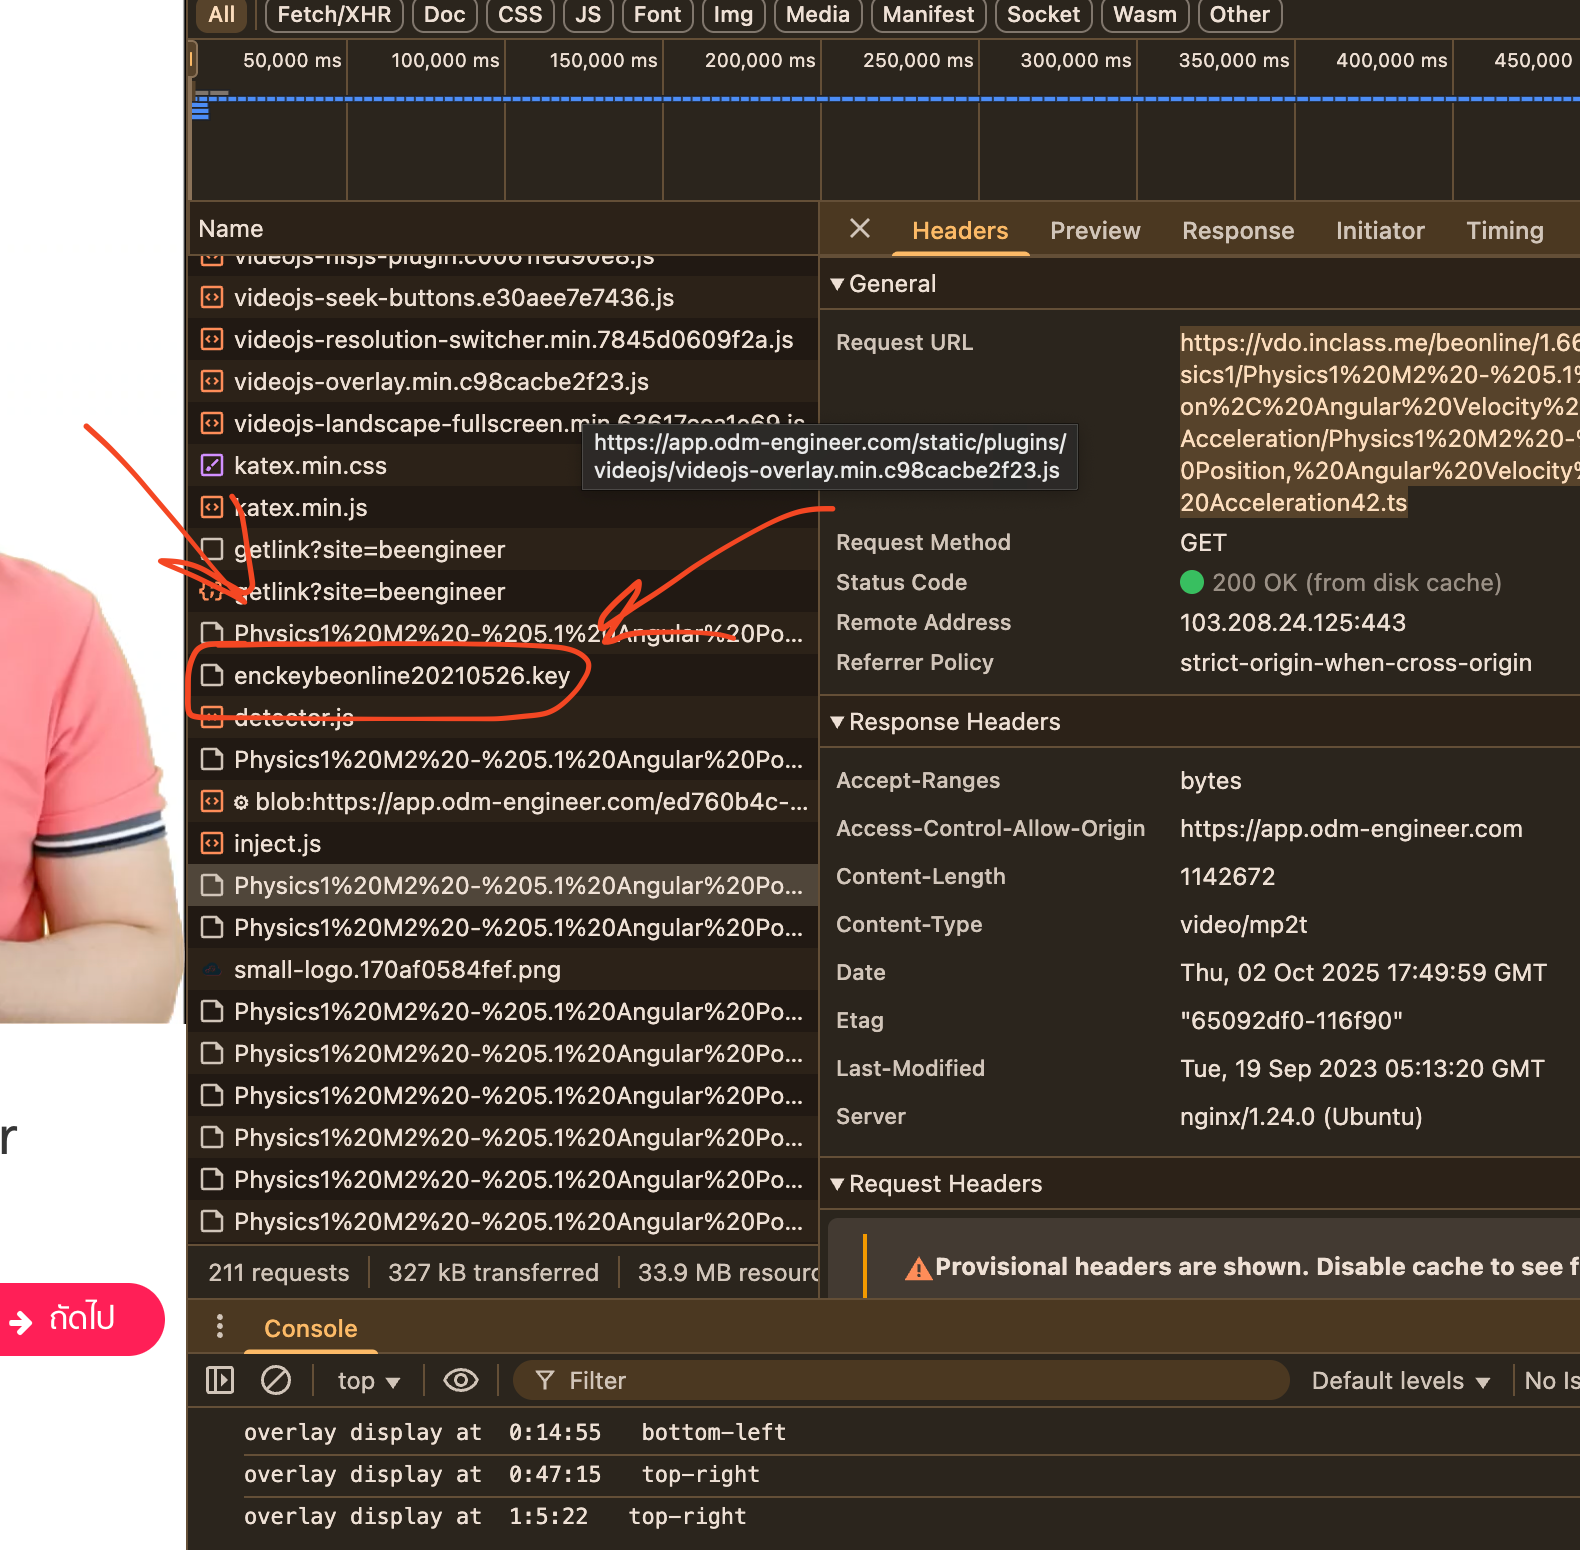 All Fetch/XHR Doc CSS JS Font Img Media Manifest Socket Wasm Other
50,000 ms 100,000 ms 150,000 ms 200,000 ms 250,000 ms 300,000 ms 350,000 ms 400,000 ms 450,000
Name
videojs-seek-buttons.e30aee7e7436.js
videojs-resolution-switcher.min.7845d0609f2a.js
videojs-overlay.min.c98cacbe2f23.js
videojs-landscape-fullscreen.min.63617cca1e69.js
katex.min.css
katex.min.js
getlink?site=beengineer
getlink?site=beengineer
Physics1%20M2%20-%205.1%20Angular%20Po...
enckeybeonline20210526.key
detector.js
Physics1%20M2%20-%205.1%20Angular%20Po...
blob:https://app.odm-engineer.com/ed760b4c-...
inject.js
Physics1%20M2%20-%205.1%20Angular%20Po...
Physics1%20M2%20-%205.1%20Angular%20Po...
small-logo.170af0584fef.png
Physics1%20M2%20-%205.1%20Angular%20Po...
Physics1%20M2%20-%205.1%20Angular%20Po...
Physics1%20M2%20-%205.1%20Angular%20Po...
Physics1%20M2%20-%205.1%20Angular%20Po...
Physics1%20M2%20-%205.1%20Angular%20Po...
Physics1%20M2%20-%205.1%20Angular%20Po...
211 requests 327 kB transferred 33.9 MB resourc
https://app.odm-engineer.com/static/plugins/
videojs/videojs-overlay.min.c98cacbe2f23.js
Headers Preview Response Initiator Timing
General
Request URL
https://vdo.inclass.me/beonline/1.66
sics1/Physics1%20M2%20-%205.1%
on%2C%20Angular%20Velocity%2
Acceleration/Physics1%20M2%20-%
0Position,%20Angular%20Velocity%
20Acceleration42.ts
Request Method GET
Status Code 200 OK (from disk cache)
Remote Address 103.208.24.125:443
Referrer Policy strict-origin-when-cross-origin
Response Headers
Accept-Ranges bytes
Access-Control-Allow-Origin https://app.odm-engineer.com
Content-Length 1142672
Content-Type video/mp2t
Date Thu, 02 Oct 2025 17:49:59 GMT
Etag "65092df0-116f90"
Last-Modified Tue, 19 Sep 2023 05:13:20 GMT
Server nginx/1.24.0 (Ubuntu)
Request Headers
Provisional headers are shown. Disable cache to see f
r
ถัดไป
Console
top Filter Default levels No Is
overlay display at 0:14:55 bottom-left
overlay display at 0:47:15 top-right
overlay display at 1:5:22 top-right